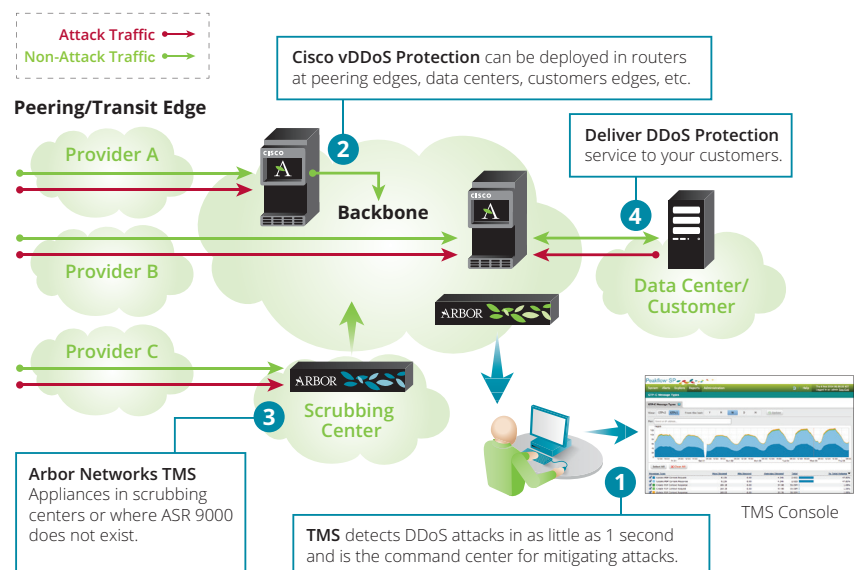 Attack Traffic
Non-Attack Traffic
Cisco vDDoS Protection can be deployed in routers
at peering edges, data centers, customers edges, etc.
Peering/Transit Edge
2
Deliver DDoS Protection
service to your customers.
Provider A
CISCO
A
Backbone
CISCO
A
4
Provider B
Data Center/
Customer
ARBOR
Provider C
ARBOR
Peakflow SP
3
Scrubbing
Center
Arbor Networks TMS
Appliances in scrubbing
centers or where ASR 9000
does not exist.
1
TMS Console
TMS detects DDoS attacks in as little as 1 second
and is the command center for mitigating attacks.